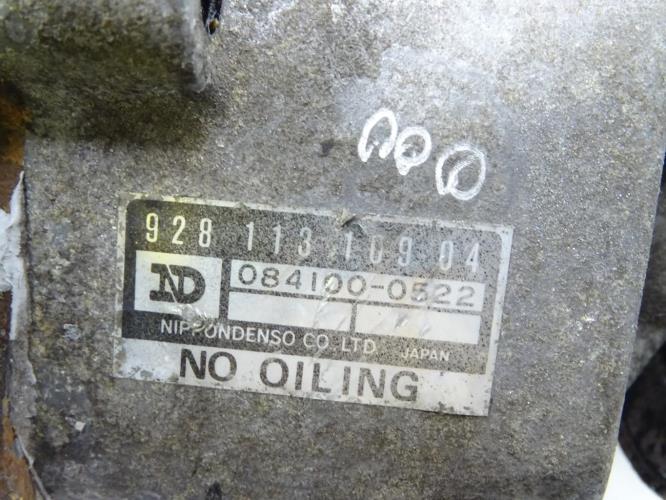 928 113 109 04
ND 084100-0522
NIPPONDENSO CO. LTD. JAPAN
NO OILING